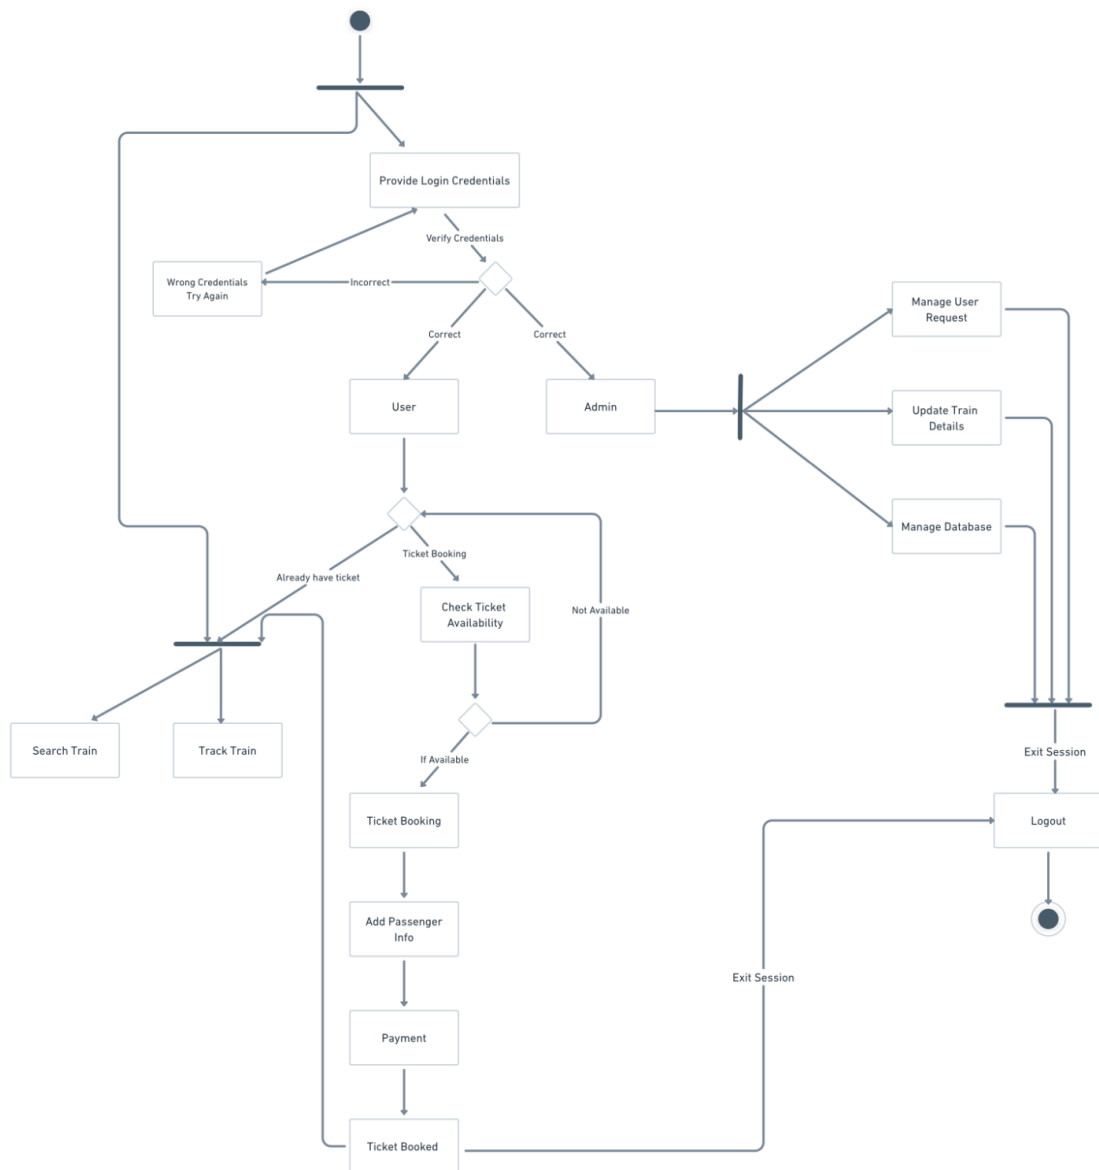 Provide Login Credentials
Verify Credentials
Wrong Credentials
Try Again
Incorrect
Manage User
Request
Correct
Correct
User
Admin
Update Train
Details
Manage Database
Ticket Booking
Already have ticket
Check Ticket
Availability
Not Available
Search Train
Track Train
If Available
Exit Session
Ticket Booking
Logout
Add Passenger
Info
Exit Session
Payment
Ticket Booked